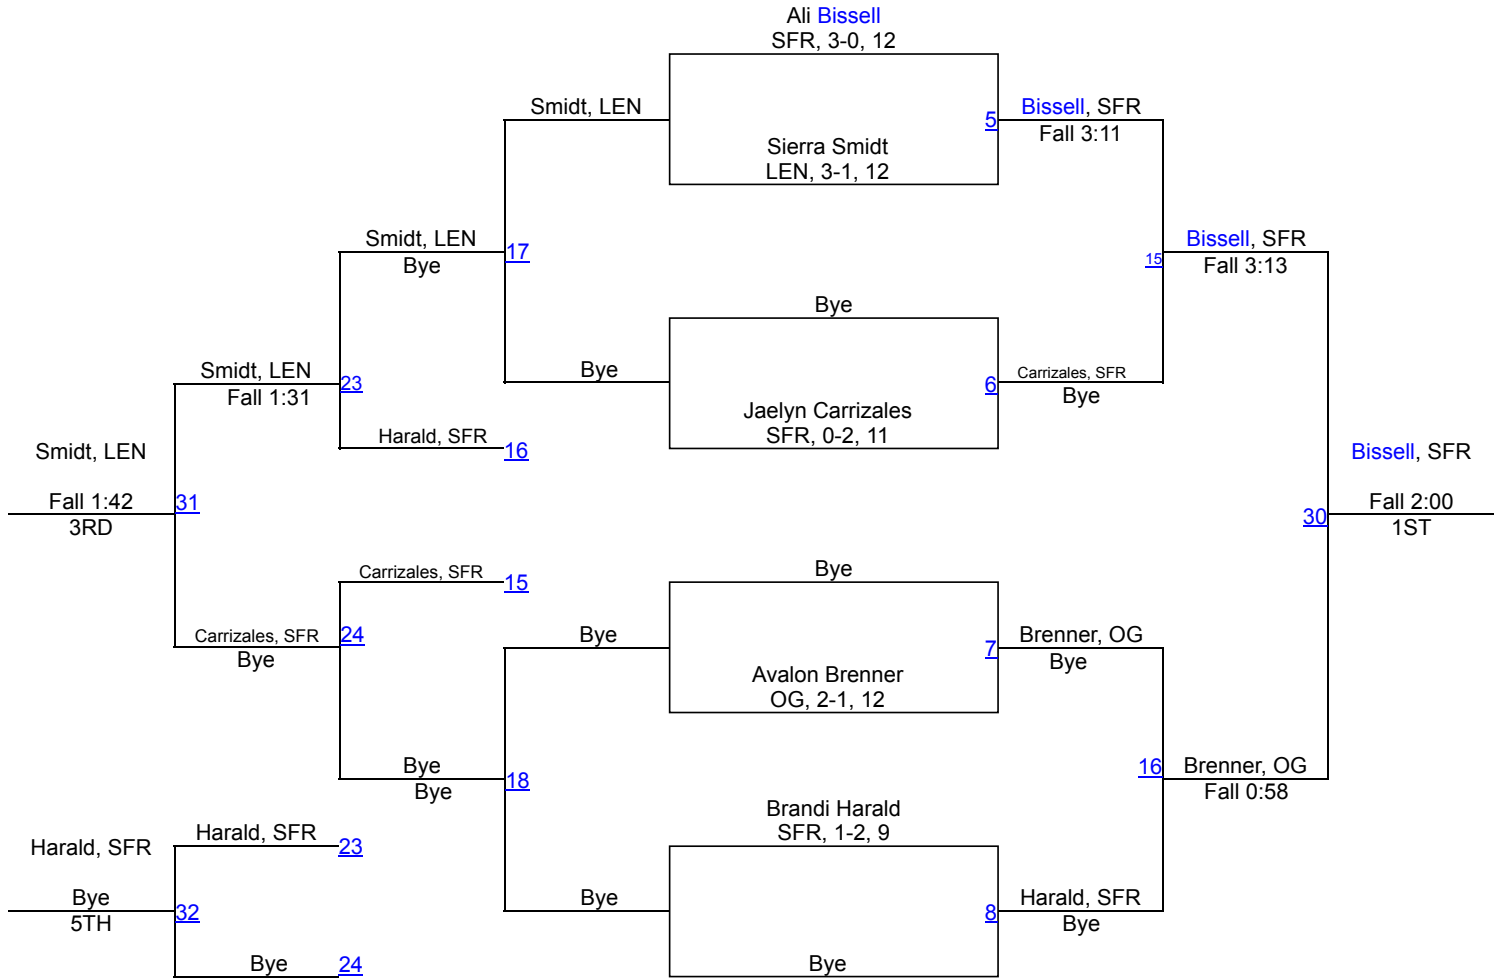 Ali Bissell
SFR, 3-0, 12
Smidt, LEN
5
Bissell, SFR
Fall 3:11
Sierra Smidt
LEN, 3-1, 12
Smidt, LEN
Bye
17
15
Bissell, SFR
Fall 3:13
Bye
Smidt, LEN
Fall 1:31
23
Bye
6
Carrizales, SFR
Bye
Jaelyn Carrizales
SFR, 0-2, 11
Harald, SFR
16
Smidt, LEN
Fall 1:42
3RD
31
Bissell, SFR
30
Fall 2:00
1ST
Carrizales, SFR
15
Bye
Carrizales, SFR
Bye
24
Bye
7
Brenner, OG
Bye
Avalon Brenner
OG, 2-1, 12
Bye
Bye
18
16
Brenner, OG
Fall 0:58
Brandi Harald
SFR, 1-2, 9
Harald, SFR
Harald, SFR
23
Bye
5TH
32
Bye
8
Harald, SFR
Bye
Bye
24
Bye